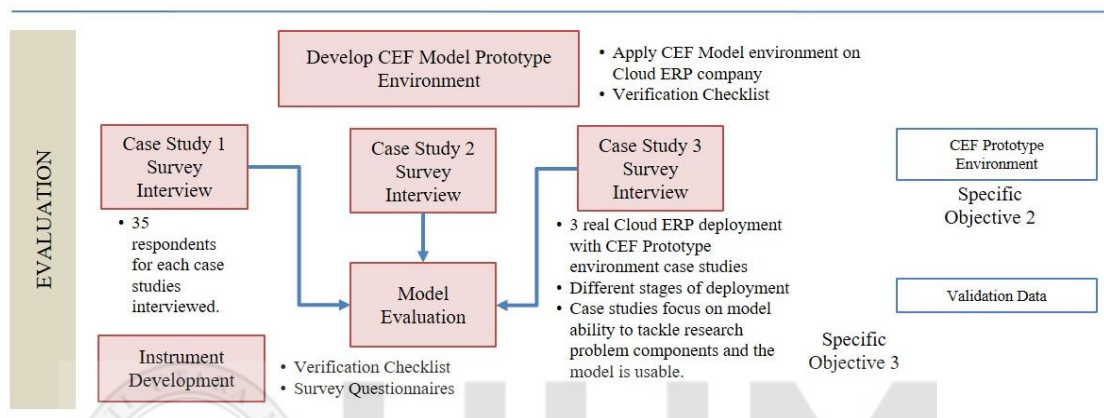 EVALUATION
Develop CEF Model Prototype
Environment
• Apply CEF Model environment on
Cloud ERP company
• Verification Checklist
Case Study 1
Survey
Interview
Case Study 2
Survey
Interview
Case Study 3
Survey
Interview
CEF Prototype
Environment
Specific
Objective 2
• 35
respondents
for each case
studies
interviewed.
• 3 real Cloud ERP deployment
with CEF Prototype
environment case studies
• Different stages of deployment
• Case studies focus on model
ability to tackle research
problem components and the
model is usable.
Model
Evaluation
Validation Data
Specific
Objective 3
Instrument
Development
• Verification Checklist
• Survey Questionnaires